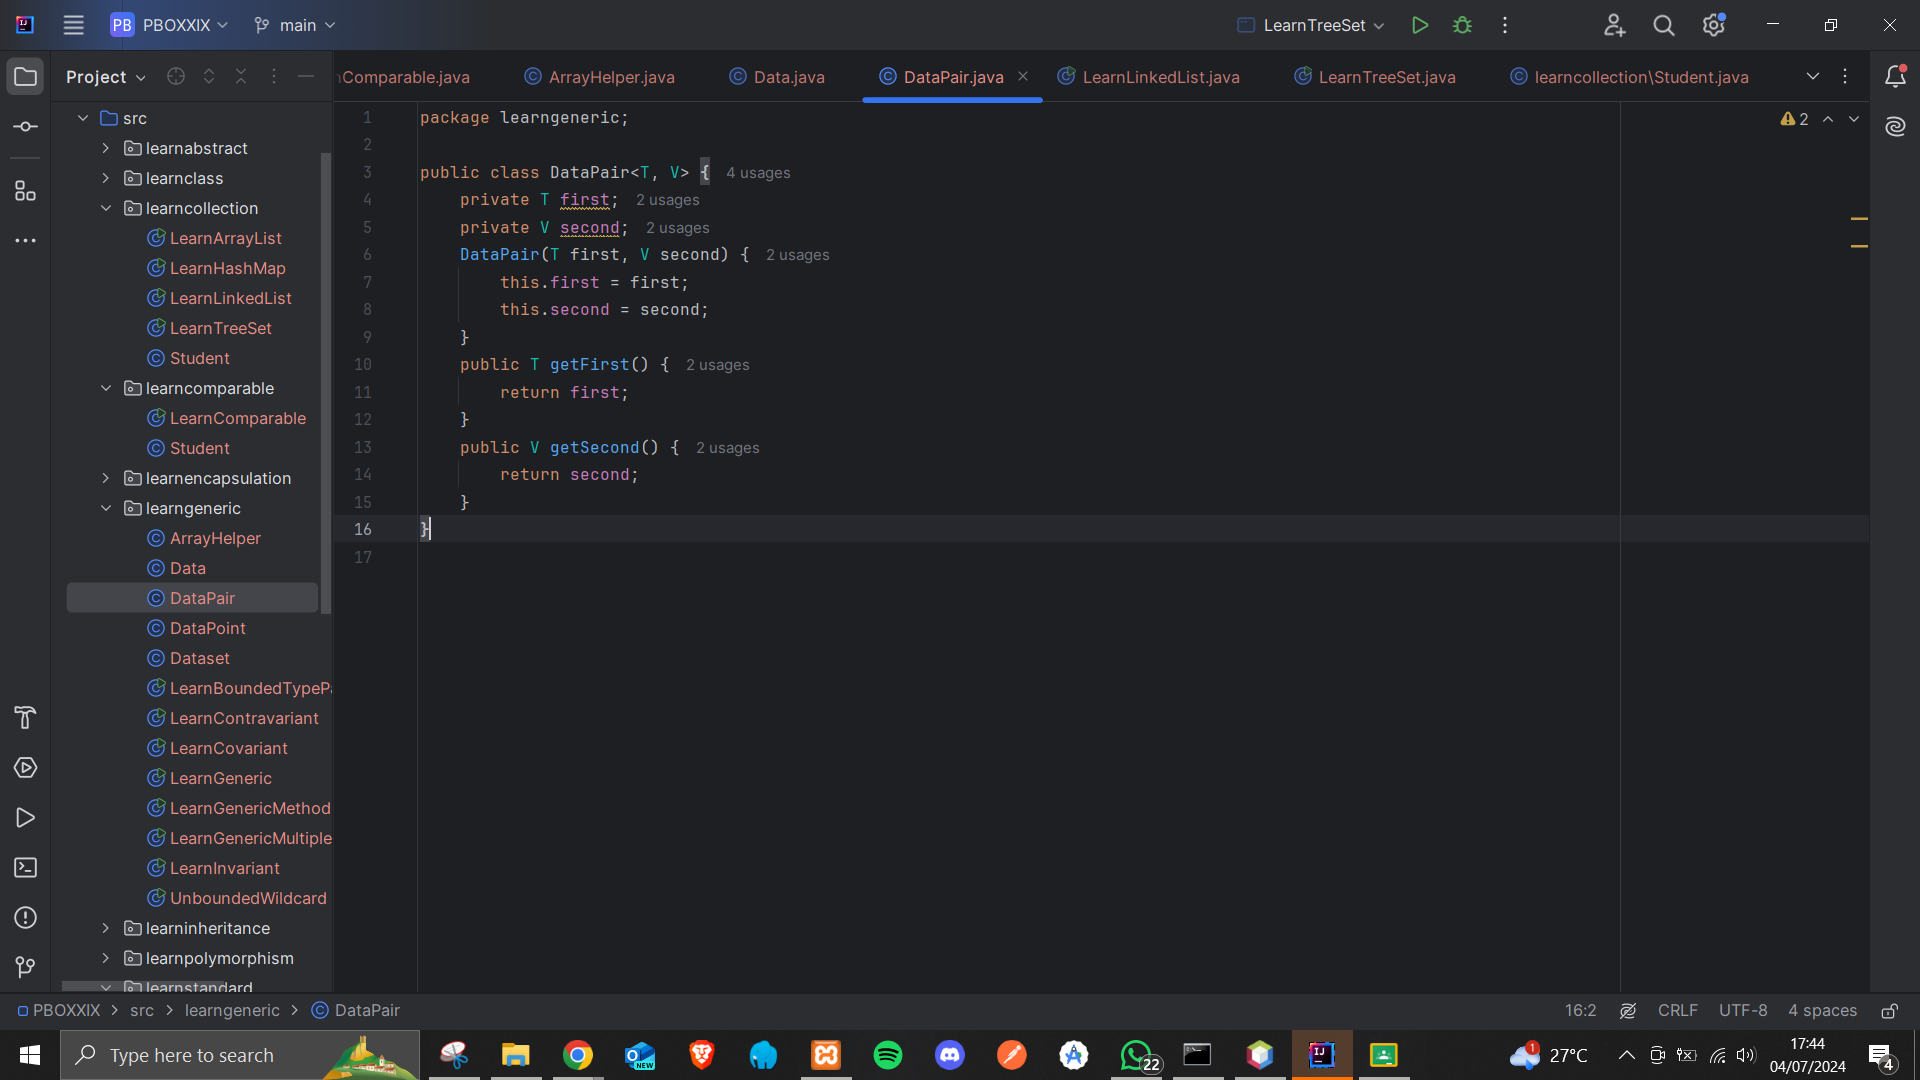 PB PBOXXIX main LearnTreeSet
Project
Comparable.java ArrayHelper.java Data.java DataPair.java LearnLinkedList.java LearnTreeSet.java learncollection\Student.java
src
learnabstract
learnclass
learncollection
LearnArrayList
LearnHashMap
LearnLinkedList
LearnTreeSet
Student
learncomparable
LearnComparable
Student
learnencapsulation
learngeneric
ArrayHelper
Data
DataPair
DataPoint
Dataset
LearnBoundedTypeP
LearnContravariant
LearnCovariant
LearnGeneric
LearnGenericMethod
LearnGenericMultiple
LearnInvariant
UnboundedWildcard
learninheritance
learnpolymorphism
learnstandard
2
1 package learngeneric;
2
3 public class DataPair<T, V> { 4 usages
4 private T first; 2 usages
5 private V second; 2 usages
6 DataPair(T first, V second) { 2 usages
7 this.first = first;
8 this.second = second;
9 }
10 public T getFirst() { 2 usages
11 return first;
12 }
13 public V getSecond() { 2 usages
14 return second;
15 }
16 }
17
PBOXXIX > src > learngeneric > DataPair
16:2 CRLF UTF-8 4 spaces
Type here to search
NEW
22
IJ
1
27°C
17:44
04/07/2024
4